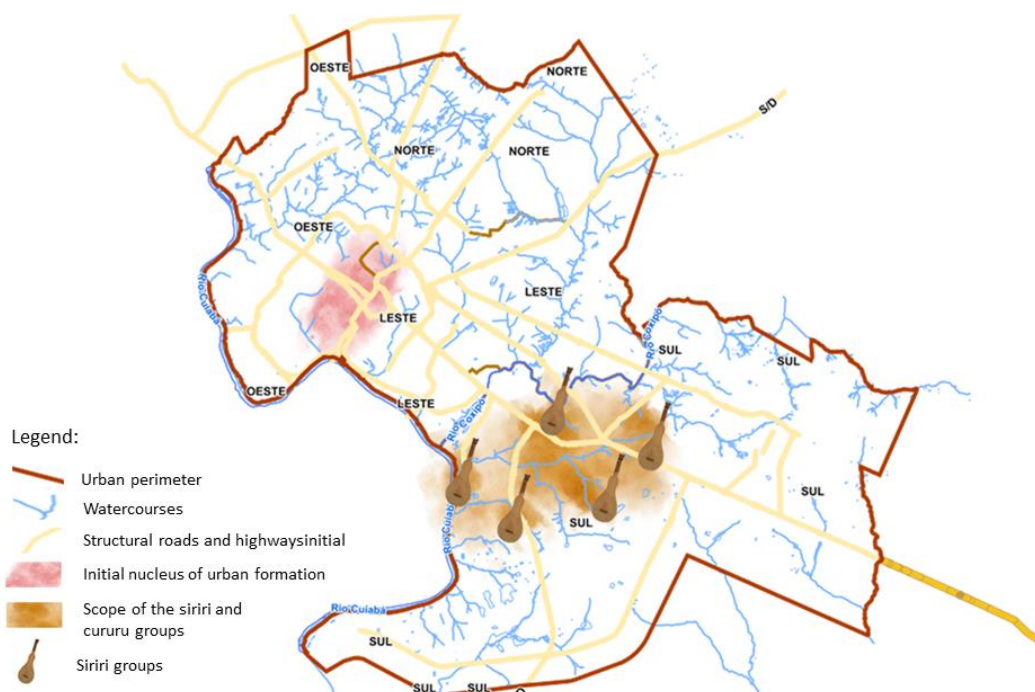 OESTE
NORTE
S/D
NORTE
NORTE
OESTE
Rio Cuiabá
LESTE
LESTE
Rio Coxipó
SUL
SUL
OESTE
LESTE
Rio Coxipó
SUL
SUL
Rio Cuiabá
Rio Cuiabá
SUL
SUL
SUL
Legend:
Urban perimeter
Watercourses
Structural roads and highwaysinitial
Initial nucleus of urban formation
Scope of the siriri and
cururu groups
Siriri groups